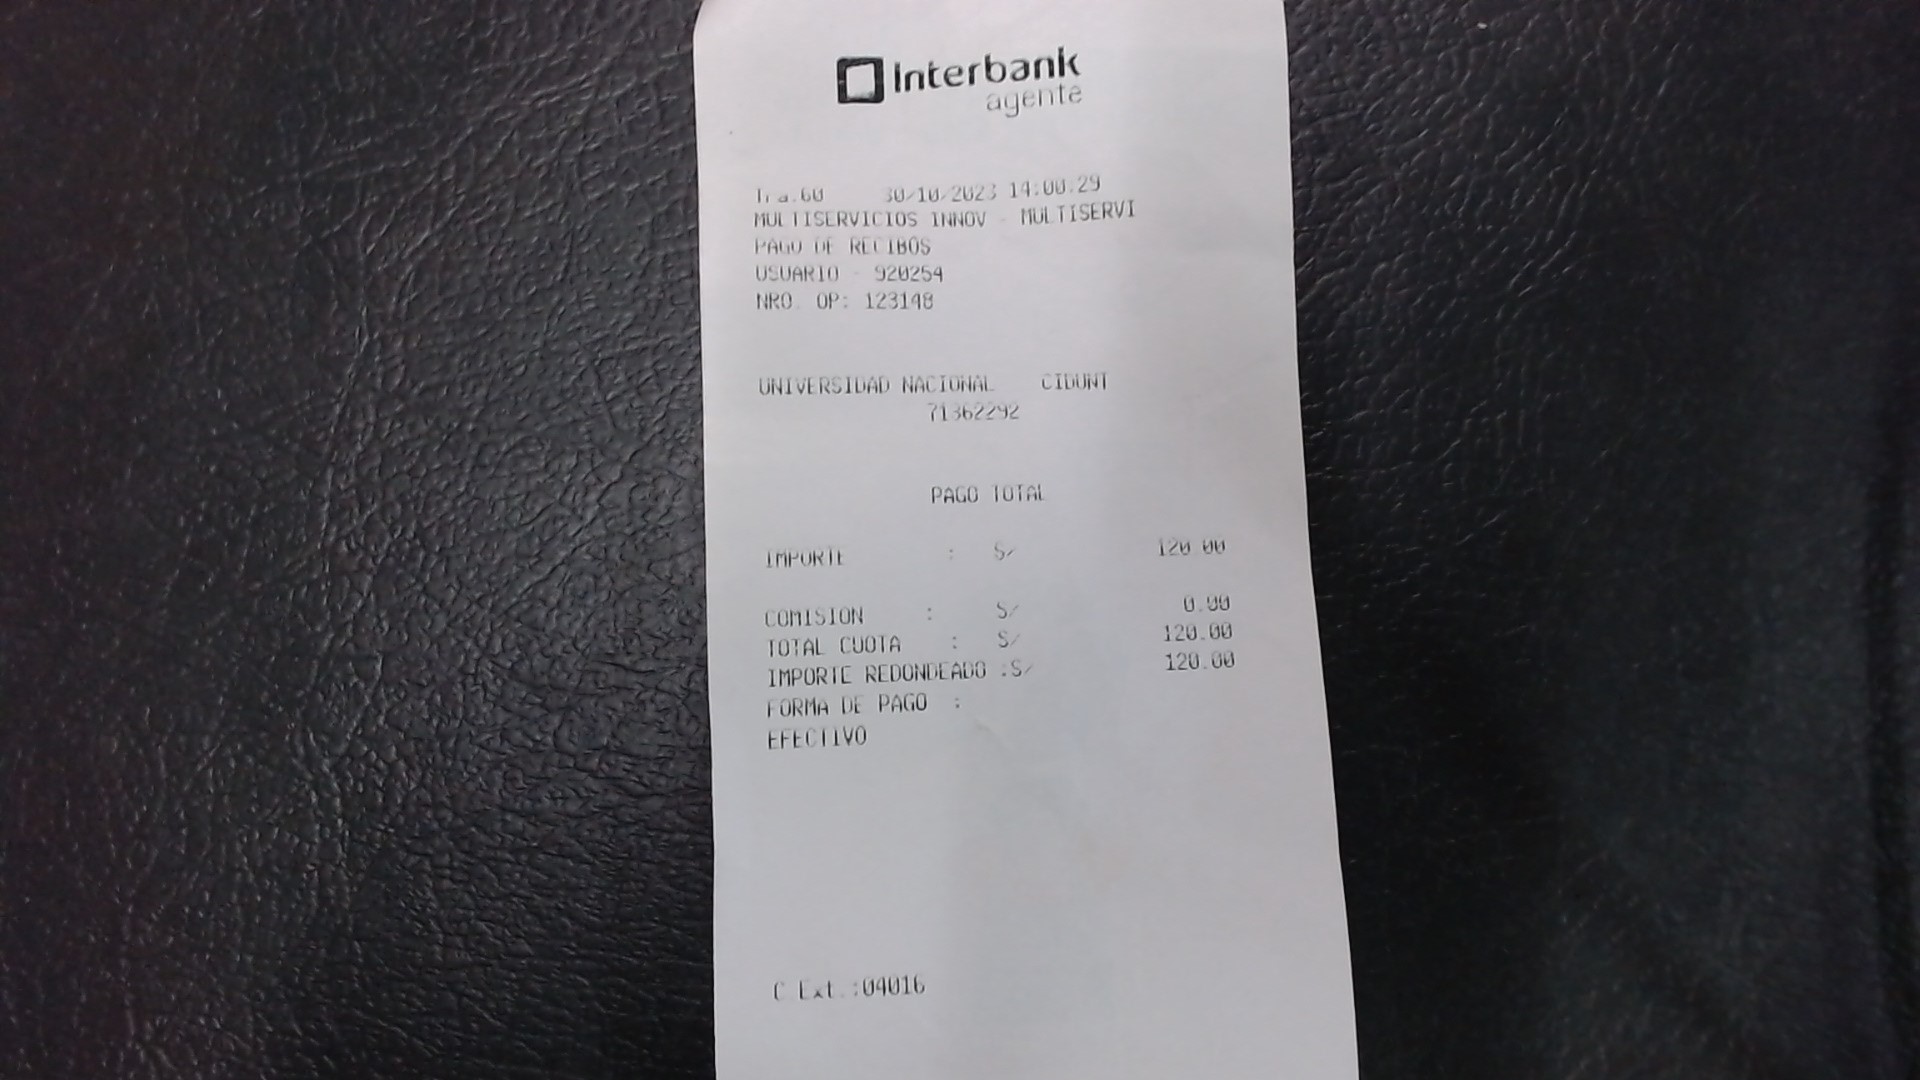 Interbank
agente
Tra.60 30/10/2023 14:00:29
MULTISERVICIOS INNOV - MULTISERVI
PAGO DE RECIBOS
USUARIO - 920254
NRO. OP: 123148
UNIVERSIDAD NACIONAL CIDUNT
71362292
PAGO TOTAL
IMPORTE : S/ 120.00
COMISION : S/ 0.00
TOTAL CUOTA : S/ 120.00
IMPORTE REDONDEADO :S/ 120.00
FORMA DE PAGO :
EFECTIVO
C.Ext.:04016